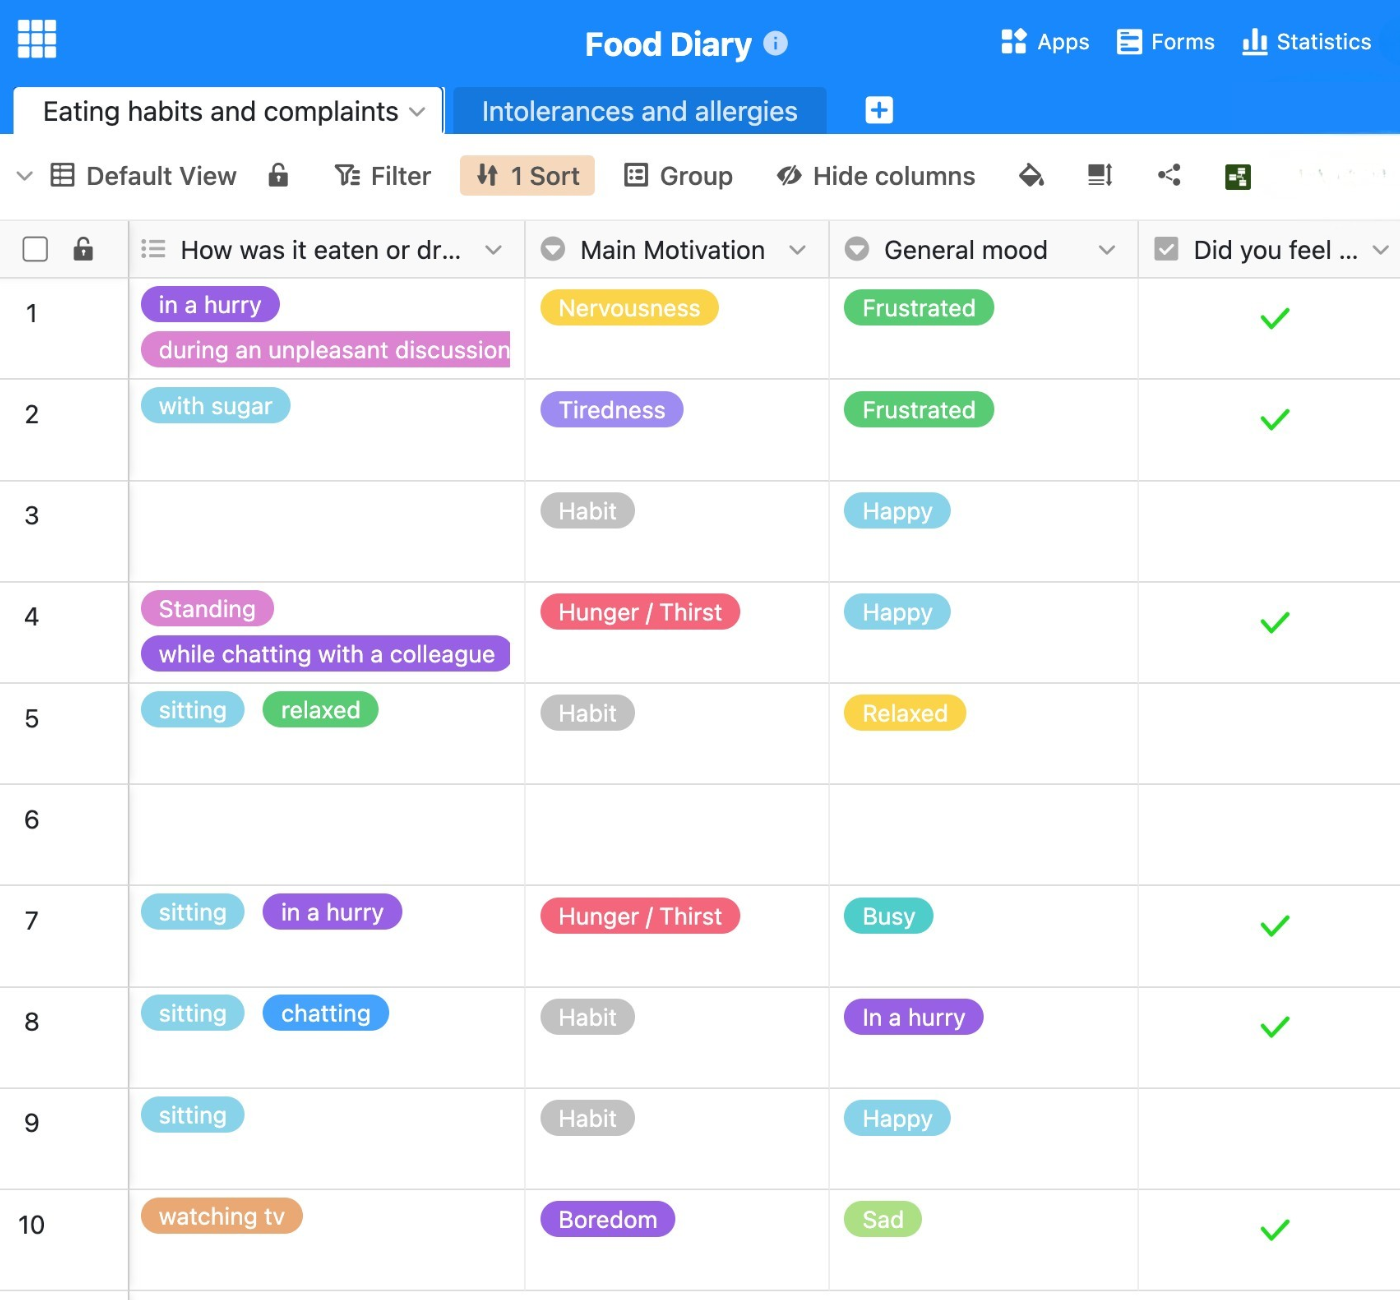 Food Diary
Apps Forms Statistics
Eating habits and complaints Intolerances and allergies
Default View Filter 1 Sort Group Hide columns
How was it eaten or dr... Main Motivation General mood Did you feel ...
1 in a hurry Nervousness Frustrated
during an unpleasant discussion
2 with sugar Tiredness Frustrated
3 Habit Happy
4 Standing Hunger / Thirst Happy
while chatting with a colleague
5 sitting relaxed Habit Relaxed
6
7 sitting in a hurry Hunger / Thirst Busy
8 sitting chatting Habit In a hurry
9 sitting Habit Happy
10 watching tv Boredom Sad